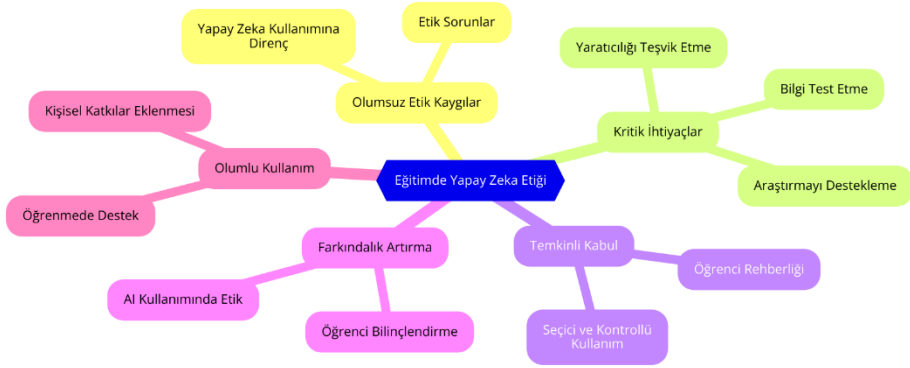 Yapay Zeka Kullanımına
Direnç
Etik Sorunlar
Olumsuz Etik Kaygılar
Yaratıcılığı Teşvik Etme
Bilgi Test Etme
Kritik İhtiyaçlar
Araştırmayı Destekleme
Kişisel Katkılar Eklenmesi
Olumlu Kullanım
Öğrenmede Destek
Eğitimde Yapay Zeka Etiği
Farkındalık Artırma
AI Kullanımında Etik
Öğrenci Bilinçlendirme
Temkinli Kabul
Öğrenci Rehberliği
Seçici ve Kontrollü
Kullanım